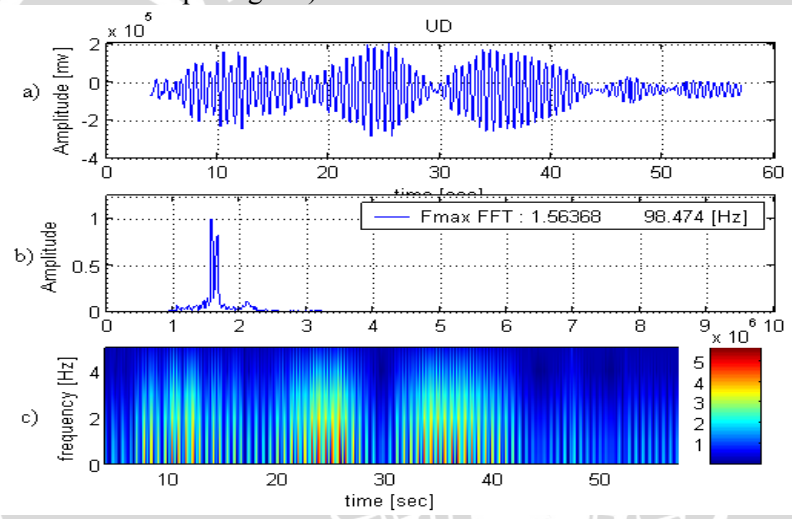 UD
x 10^5
a)
Amplitude [mv]
2
0
-2
-4
0 10 20 30 40 50 60
time [sec]
b)
Amplitude
Fmax FFT : 1.56368 98.474 [Hz]
1
0.5
0
0 1 2 3 4 5 6 7 8 9 10
c)
frequency [Hz]
4
2
0
10 20 30 40 50
time [sec]
x 10^6
5
4
3
2
1